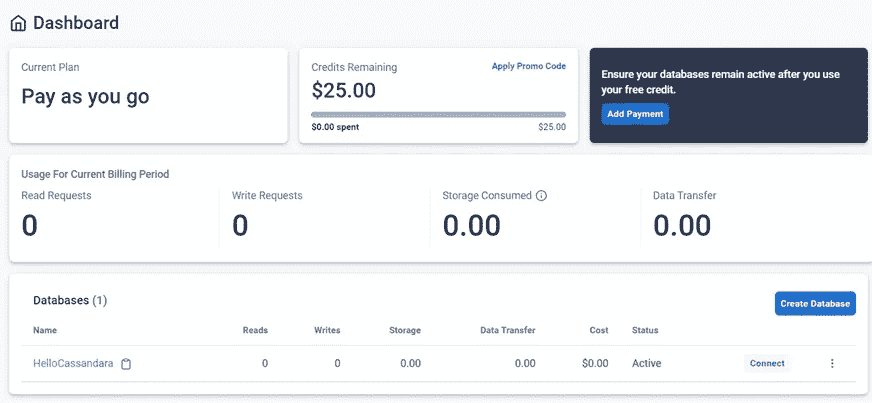 Dashboard
Current Plan
Pay as you go
Credits Remaining
Apply Promo Code
$25.00
$0.00 spent
$25.00
Ensure your databases remain active after you use
your free credit.
Add Payment
Usage For Current Billing Period
Read Requests
Write Requests
Storage Consumed
Data Transfer
0
0
0.00
0.00
Databases (1)
Create Database
Name Reads Writes Storage Data Transfer Cost Status
HelloCassandara 0 0 0.00 0.00 $0.00 Active Connect